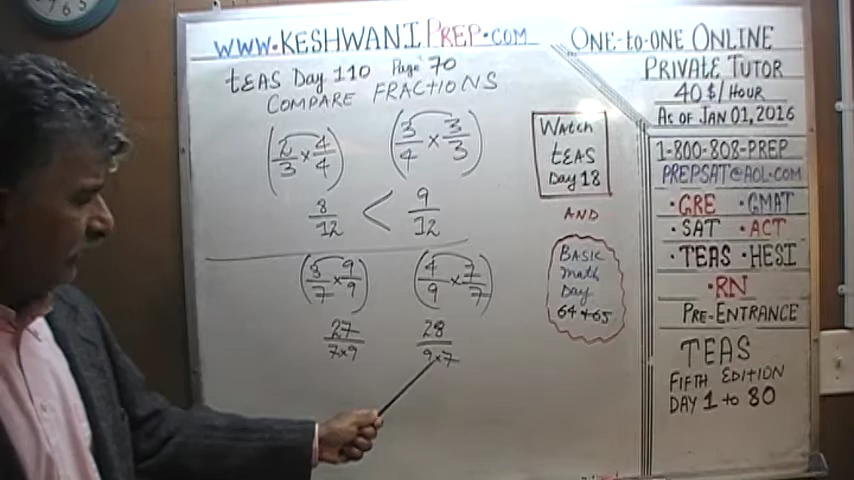 www.KESHWANIPREP.COM
tEAS Day 110 Page 70
COMPARE FRACTIONS
(2/3 × 4/4) (3/4 × 3/3)
8/12 < 9/12
(3/7 × 9/9) (4/9 × 7/7)
27/7×9 28/9×7
Watch
tEAS
Day 18
AND
BASIC
math
Day
64+65
ONE-to-ONE ONLINE
PRIVATE TUTOR
40$/HOUR
AS OF JAN 01, 2016
1-800-808-PREP
PREPSAT@AOL.COM
•GRE •GMAT
•SAT •ACT
•TEAS •HESI
•RN
PRE-ENTRANCE
TEAS
FIFTH EDITION
DAY 1 to 80